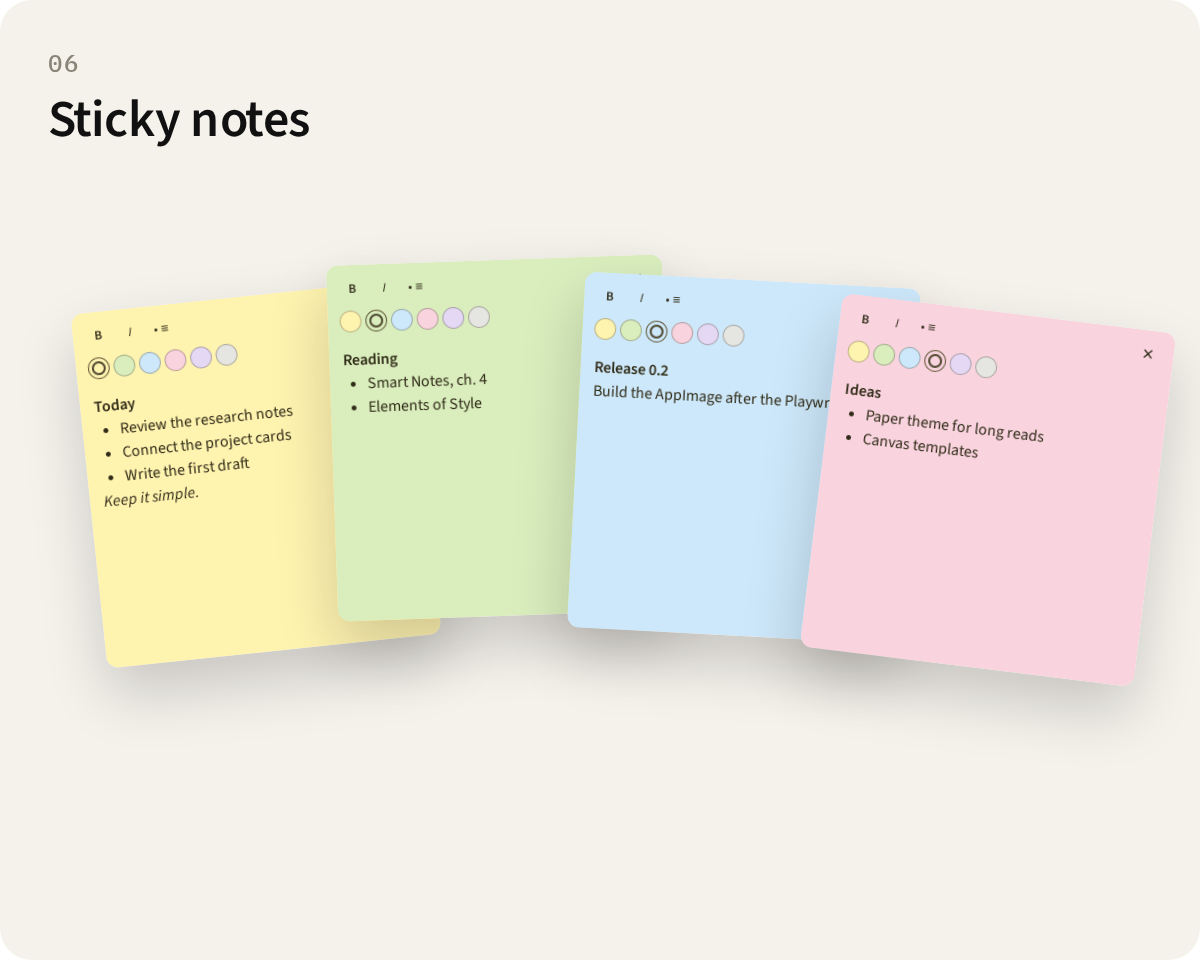 06
Sticky notes
B I •≡
Today
• Review the research notes
• Connect the project cards
• Write the first draft
Keep it simple.
B I •≡
Reading
• Smart Notes, ch. 4
• Elements of Style
B I •≡
Release 0.2
Build the AppImage after the
B I •≡ ×
Ideas
• Paper theme for long reads
• Canvas templates